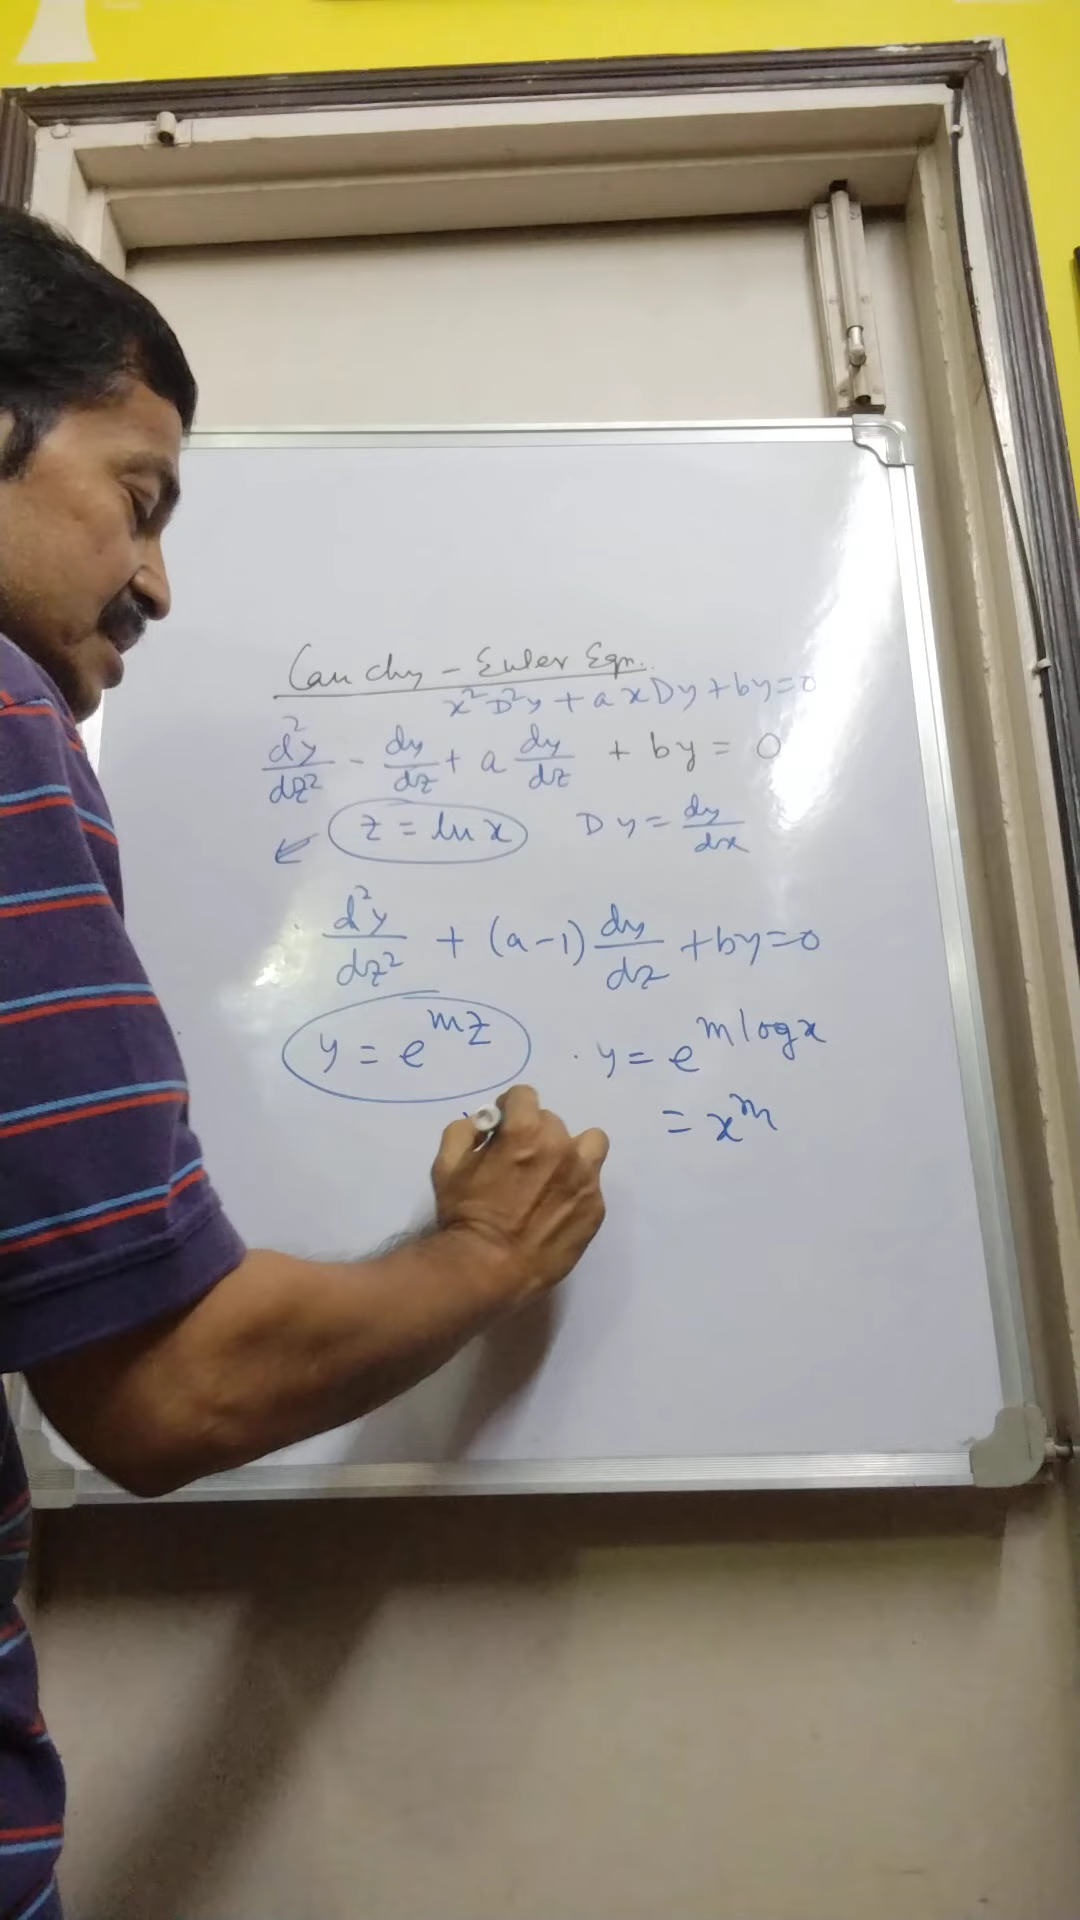 Cauchy - Euler Eqn.
x²D²y + axDy + by = 0
d²y/dz² - dy/dz + a dy/dz + by = 0
z = ln x    Dy = dy/dx
d²y/dz² + (a-1) dy/dz + by = 0
y = e^{mz}    y = e^{m log x}
= x^m